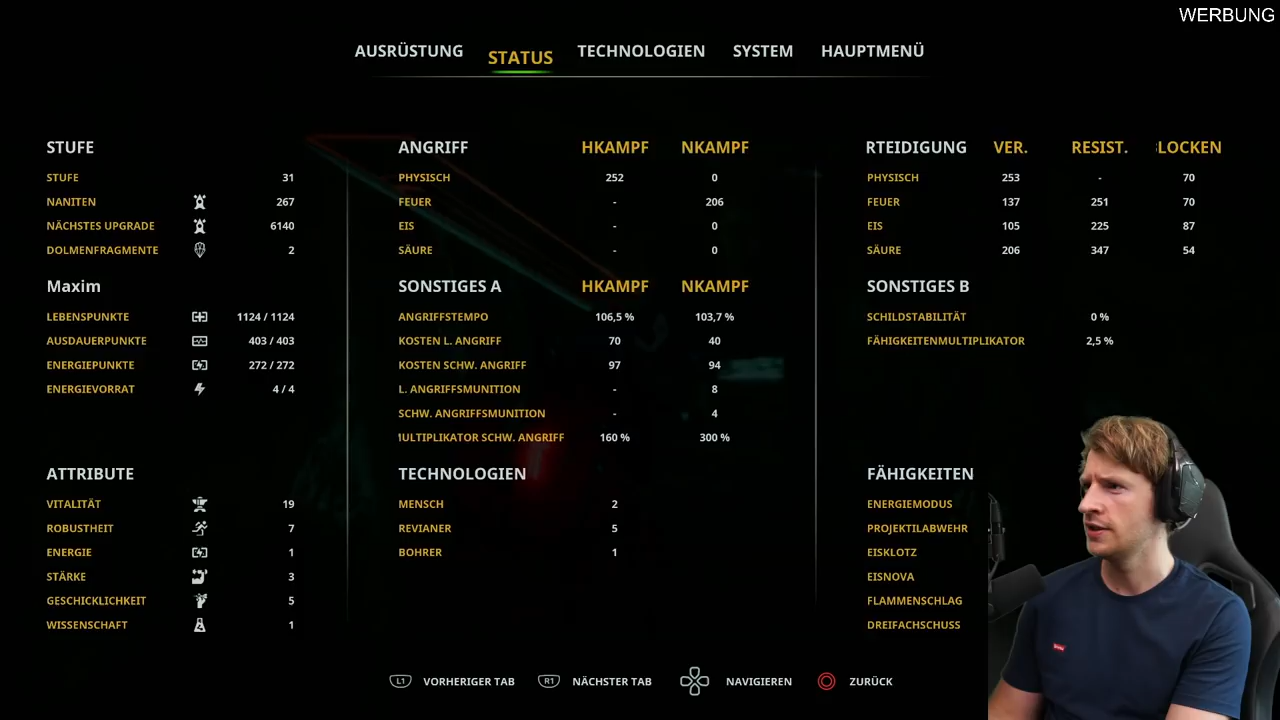 WERBUNG
AUSRÜSTUNG STATUS TECHNOLOGIEN SYSTEM HAUPTMENÜ
STUFE
STUFE 31
NANITEN 267
NÄCHSTES UPGRADE 6140
DOLMENFRAGMENTE 2
Maxim
LEBENSPUNKTE 1124 / 1124
AUSDAUERPUNKTE 403 / 403
ENERGIEPUNKTE 272 / 272
ENERGIEVORRAT 4 / 4
ATTRIBUTE
VITALITÄT 19
ROBUSTHEIT 7
ENERGIE 1
STÄRKE 3
GESCHICKLICHKEIT 5
WISSENSCHAFT 1
ANGRIFF HKAMPF NKAMPF
PHYSISCH 252 0
FEUER - 206
EIS - 0
SÄURE - 0
SONSTIGES A HKAMPF NKAMPF
ANGRIFFSTEMPO 106,5 % 103,7 %
KOSTEN L. ANGRIFF 70 40
KOSTEN SCHW. ANGRIFF 97 94
L. ANGRIFFSMUNITION - 8
SCHW. ANGRIFFSMUNITION - 4
ULTIPLIKATOR SCHW. ANGRIFF 160 % 300 %
TECHNOLOGIEN
MENSCH 2
REVIANER 5
BOHRER 1
RTEIDIGUNG VER. RESIST. LOCKEN
PHYSISCH 253 - 70
FEUER 137 251 70
EIS 105 225 87
SÄURE 206 347 54
SONSTIGES B
SCHILDSTABILITÄT 0 %
FÄHIGKEITENMULTIPLIKATOR 2,5 %
FÄHIGKEITEN
ENERGIEMODUS
PROJEKTILABWEHR
EISKLOTZ
EISNOVA
FLAMMENSCHLAG
DREIFACHSCHUSS
L1 VORHERIGER TAB R1 NÄCHSTER TAB NAVIGIEREN ZURÜCK